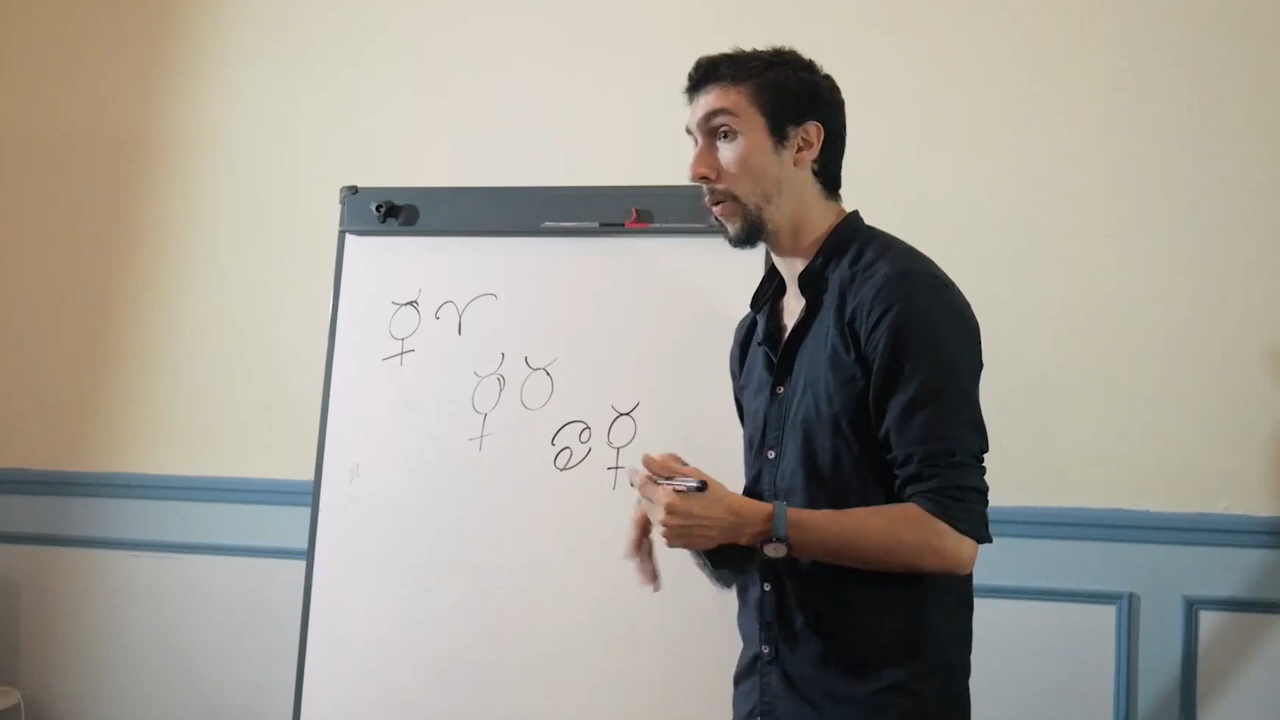 ☿ ♈
☿ ♉
♋ ☿